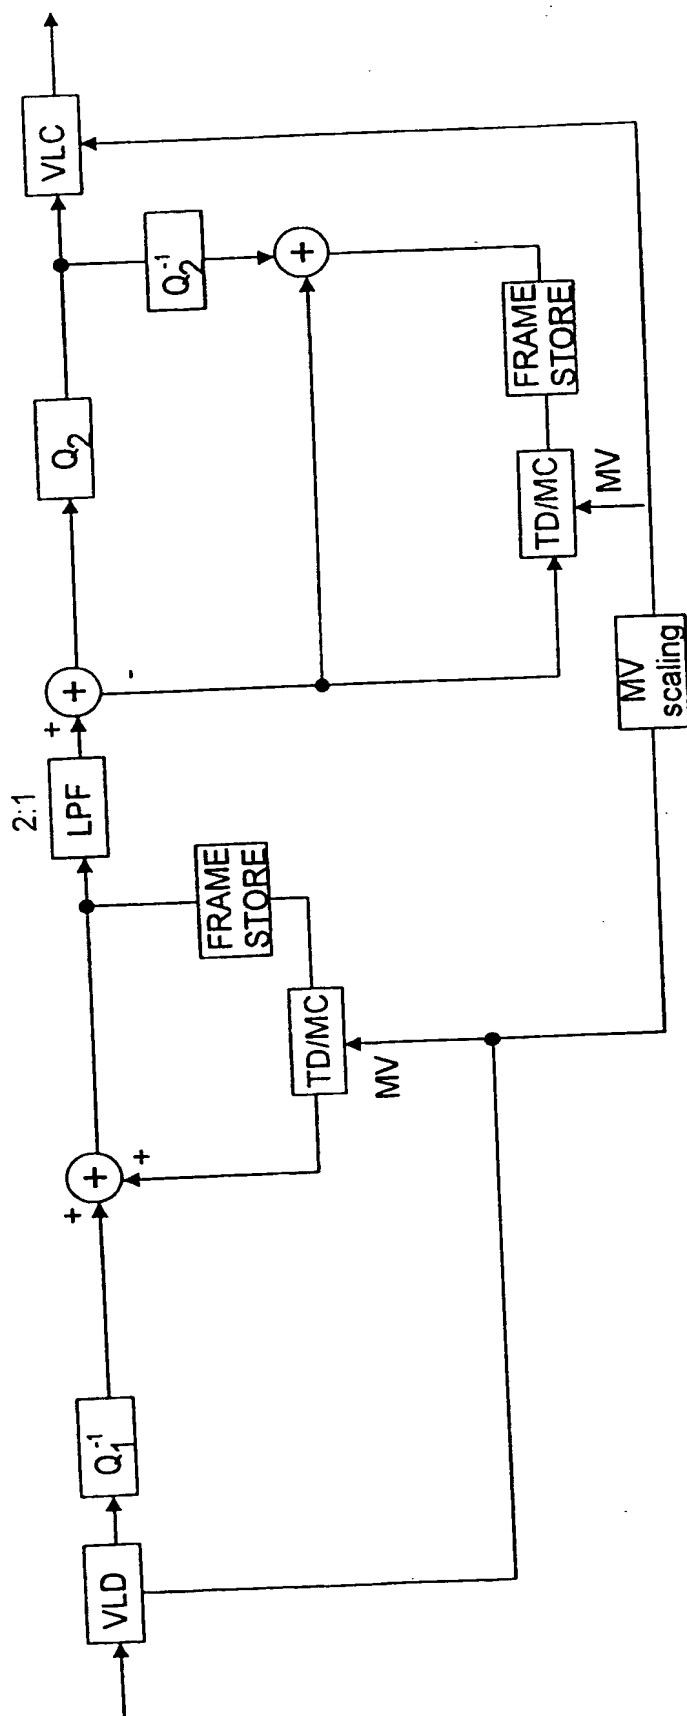 VLD
Q₁⁻¹
+
+
+
TD/MC
MV
FRAME
STORE
2:1
LPF
+
+
-
Q₂
Q₂⁻¹
+
VLC
FRAME
STORE
TD/MC
MV
MV
scaling